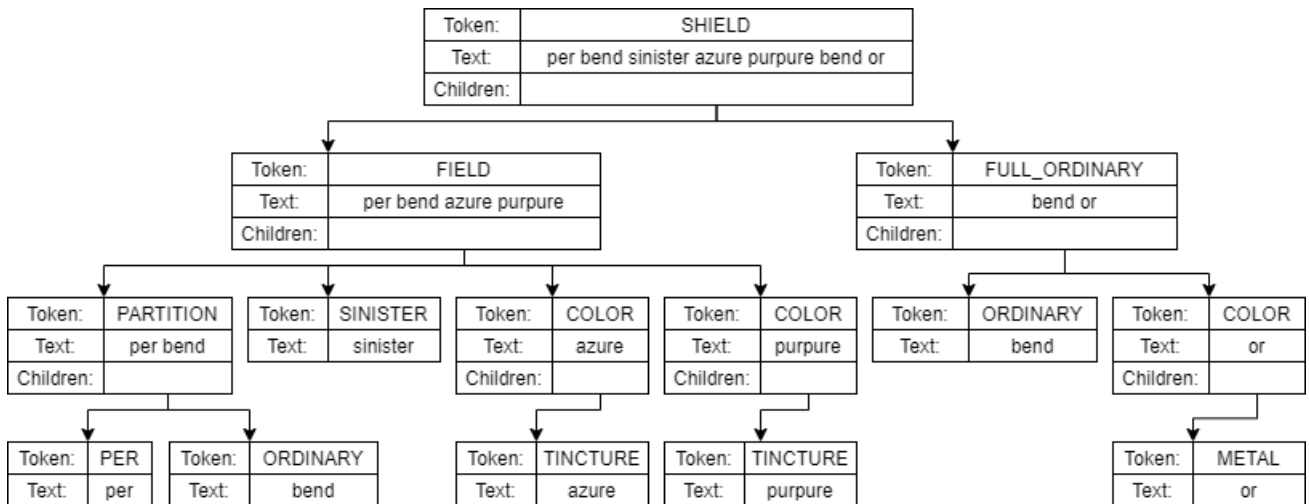 Token: SHIELD
Text: per bend sinister azure purpure bend or
Children:
Token: FIELD Token: FULL_ORDINARY
Text: per bend azure purpure Text: bend or
Children: Children:
Token: PARTITION Token: SINISTER Token: COLOR Token: COLOR Token: ORDINARY Token: COLOR
Text: per bend Text: sinister Text: azure Text: purpure Text: bend Text: or
Children: Children: Children: Children:
Token: PER Token: ORDINARY Token: TINCTURE Token: TINCTURE Token: METAL
Text: per Text: bend Text: azure Text: purpure Text: or